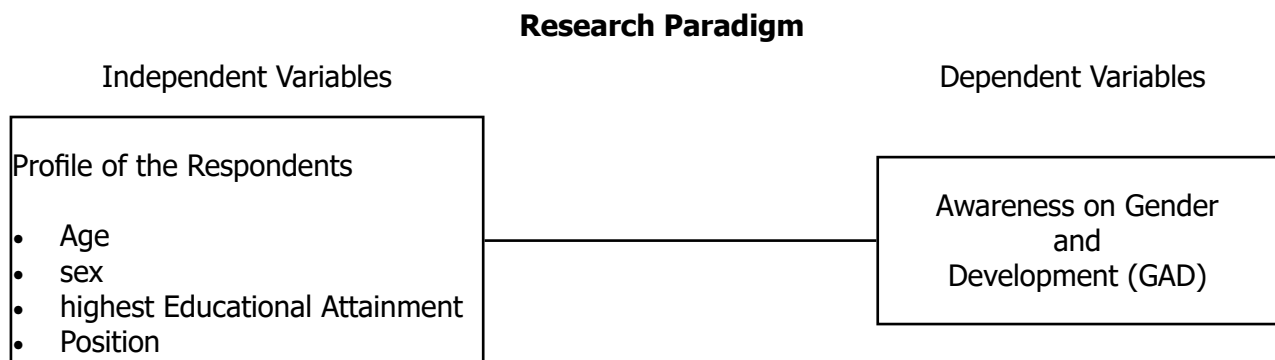 Research Paradigm
Independent Variables
Dependent Variables
Profile of the Respondents
• Age
• sex
• highest Educational Attainment
• Position
Awareness on Gender
and
Development (GAD)